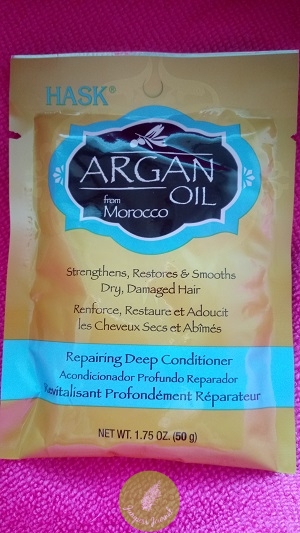 HASK®
ARGAN
from OIL
Morocco
Strengthens, Restores & Smooths
Dry, Damaged Hair
Renforce, Restaure et Adoucit
les Cheveux Secs et Abîmés
Repairing Deep Conditioner
Acondicionador Profundo Reparador
Revitalisant Profondément Réparateur
NET WT. 1.75 OZ. (50 g)